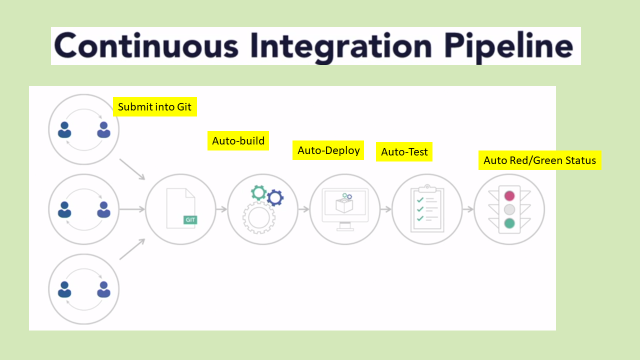 Continuous Integration Pipeline
Submit into Git
Auto-build
Auto-Deploy
Auto-Test
Auto Red/Green Status
GIT